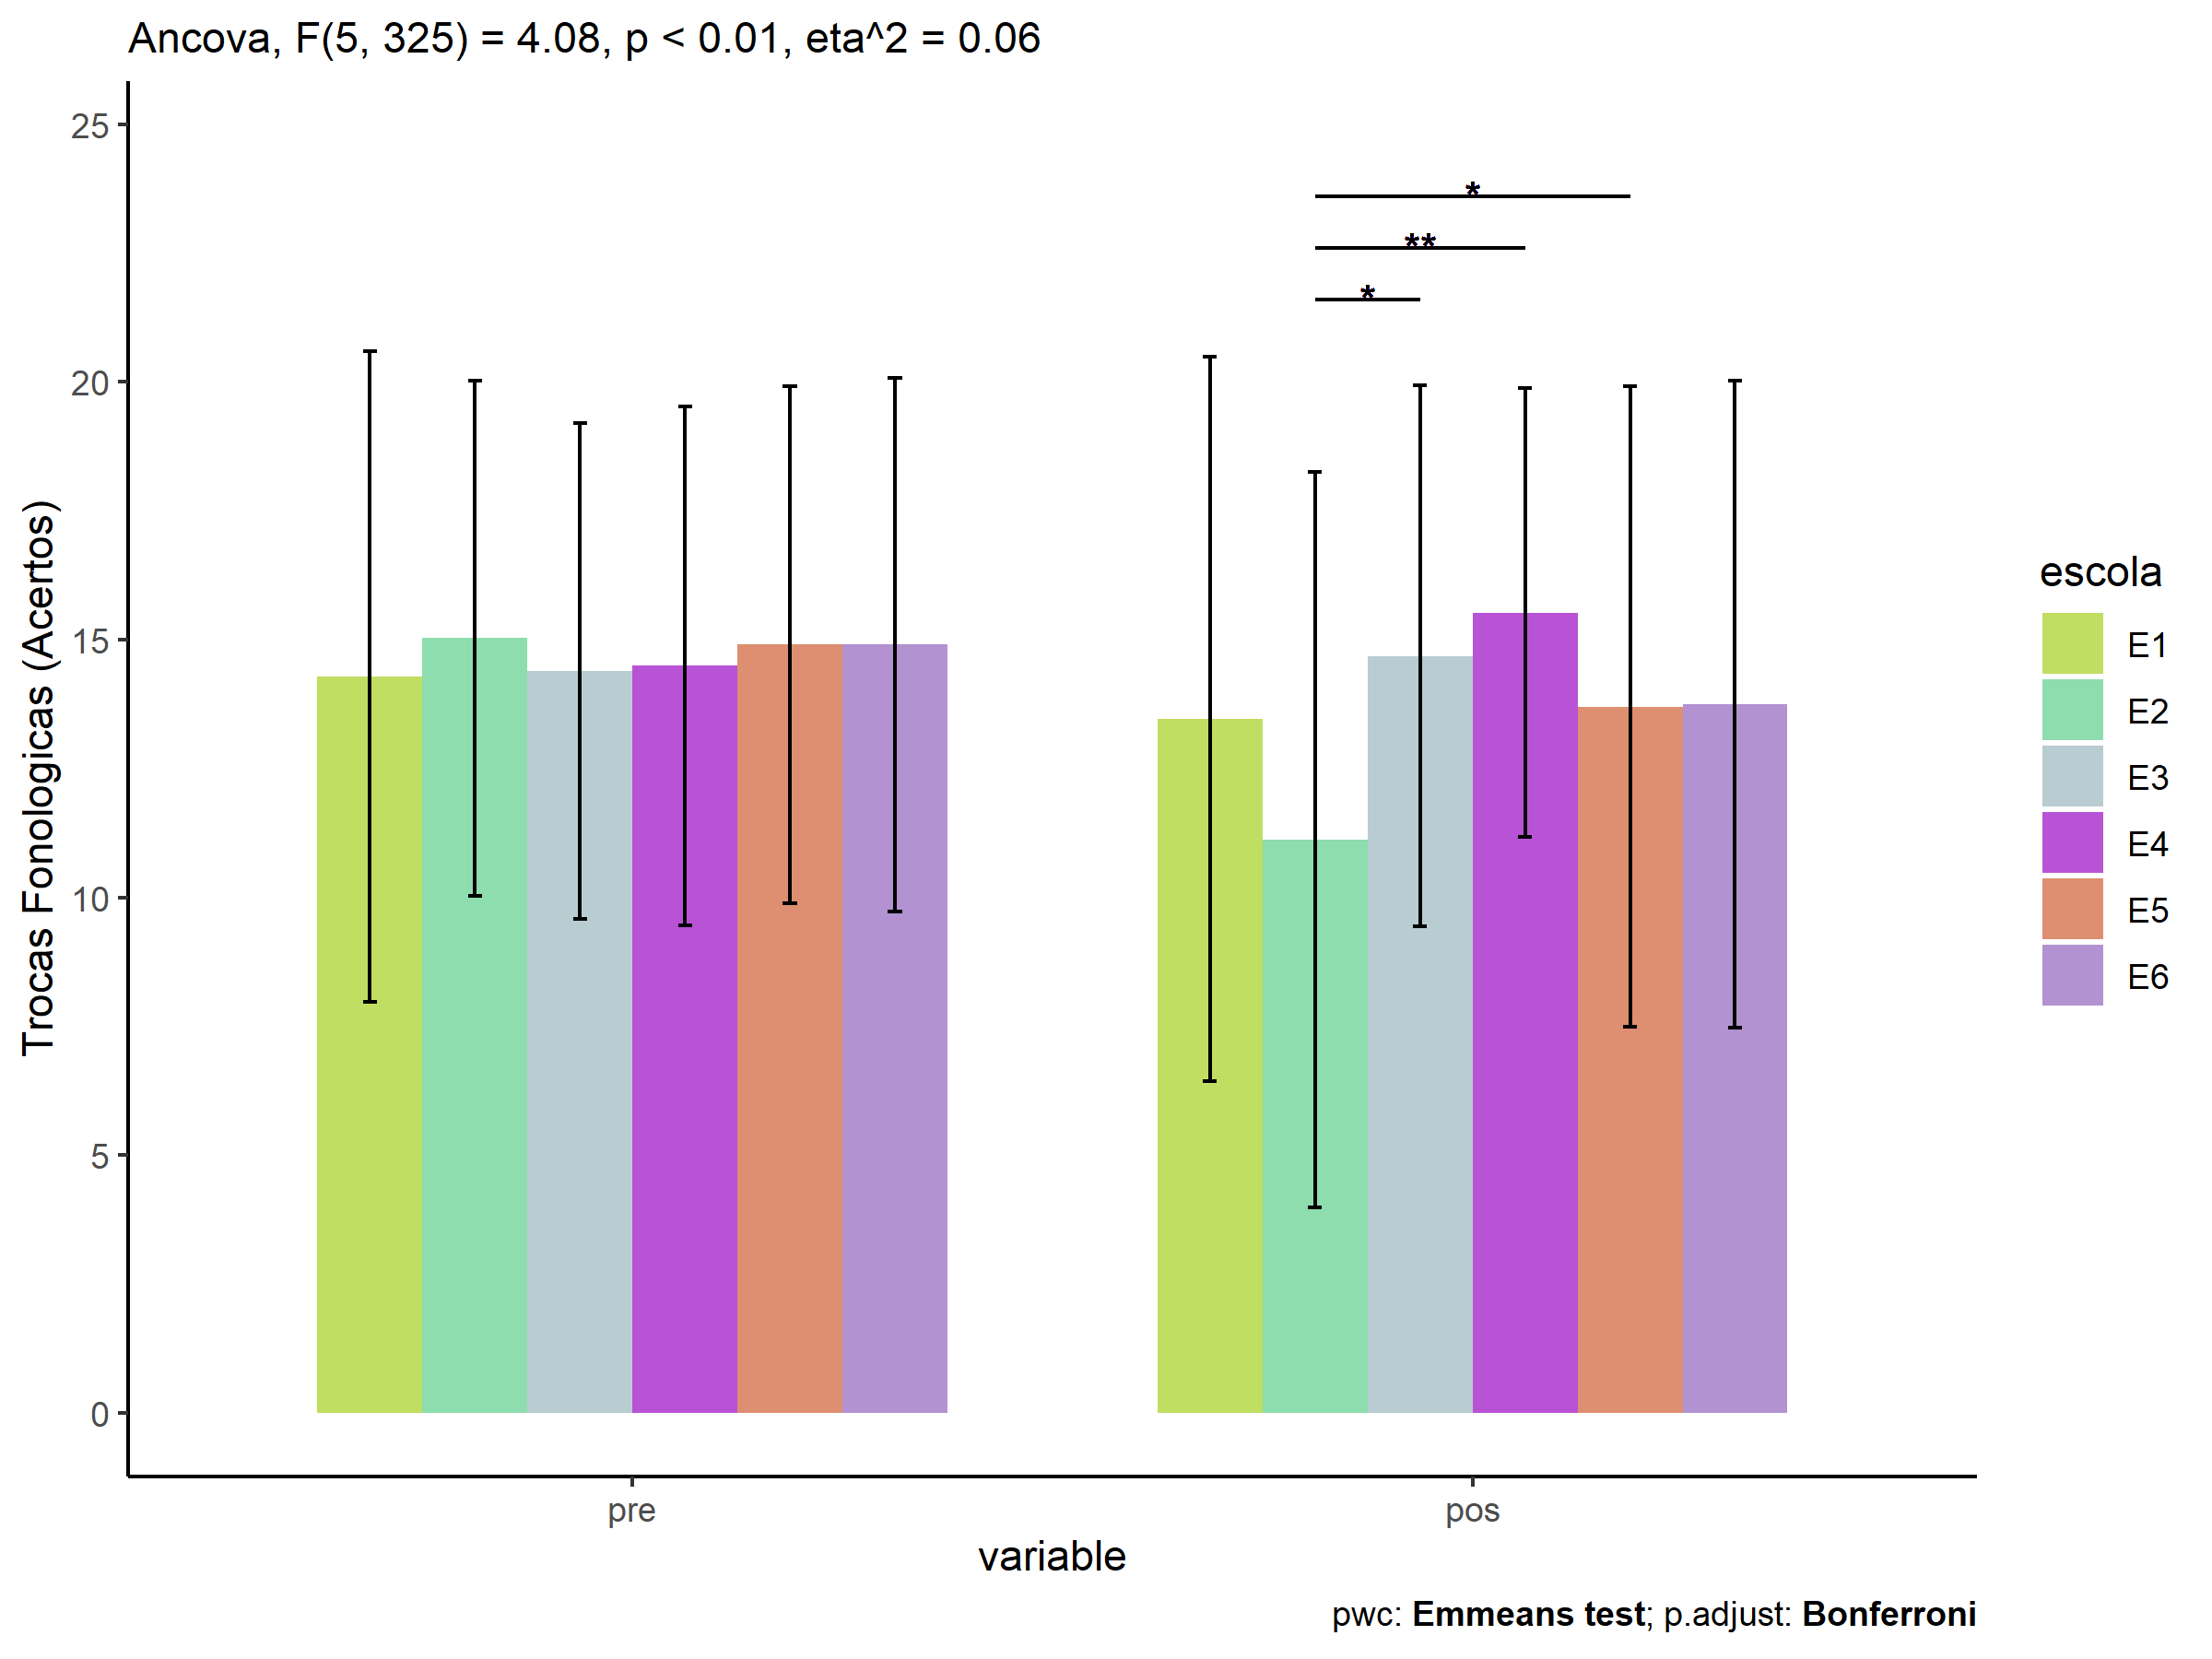 Ancova, F(5, 325) = 4.08, p < 0.01, eta^2 = 0.06
Trocas Fonologicas (Acertos)
25
20
15
10
5
0
*
**
*
pre
pos
variable
escola
E1
E2
E3
E4
E5
E6
pwc: Emmeans test; p.adjust: Bonferroni